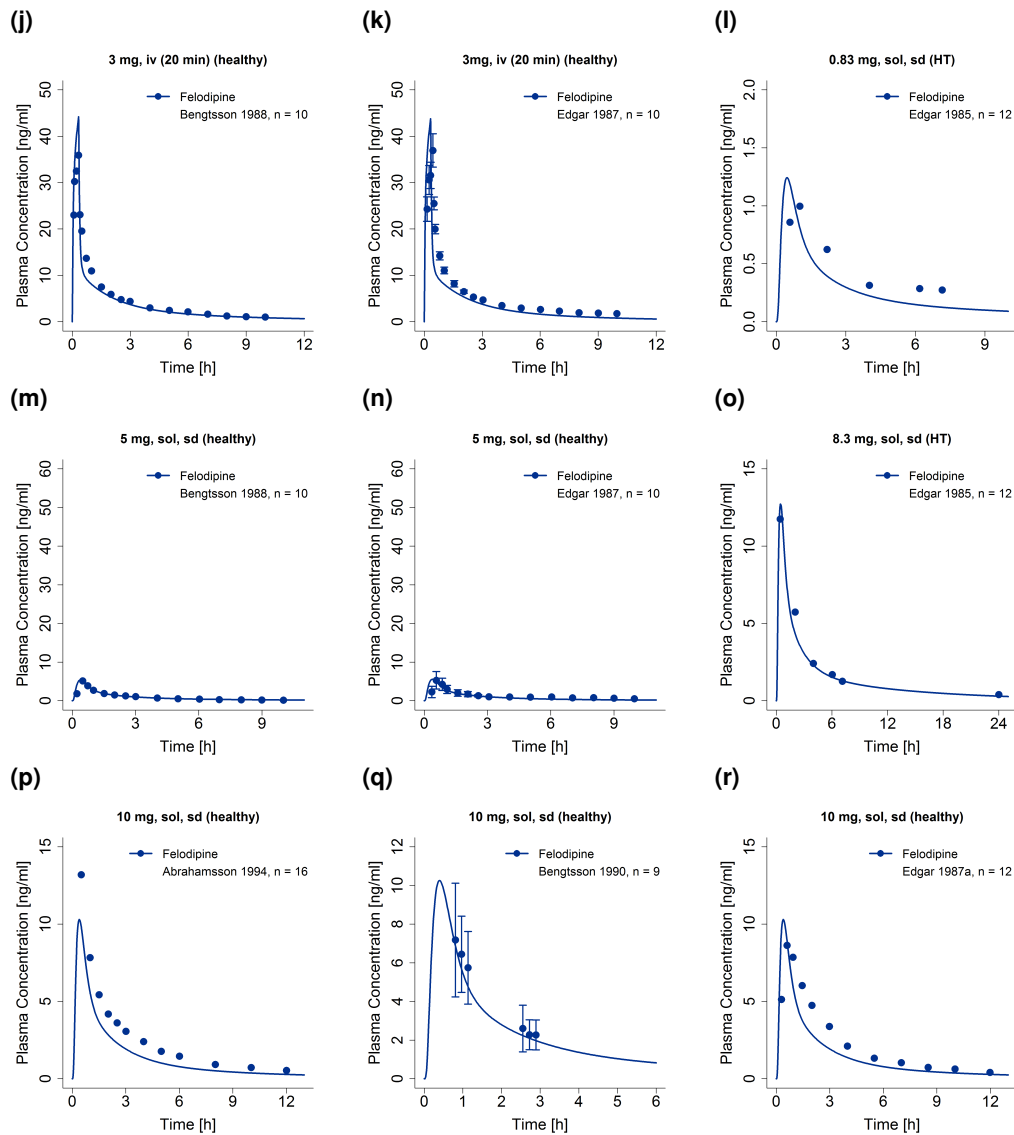 (j)
3 mg, iv (20 min) (healthy)
Plasma Concentration [ng/ml]
50
40
30
20
10
0
Felodipine
Bengtsson 1988, n = 10
0 3 6 9 12
Time [h]
(k)
3mg, iv (20 min) (healthy)
Plasma Concentration [ng/ml]
50
40
30
20
10
0
Felodipine
Edgar 1987, n = 10
0 3 6 9 12
Time [h]
(l)
0.83 mg, sol, sd (HT)
Plasma Concentration [ng/ml]
2.0
1.5
1.0
0.5
0.0
Felodipine
Edgar 1985, n = 12
0 3 6 9
Time [h]
(m)
5 mg, sol, sd (healthy)
Plasma Concentration [ng/ml]
60
50
40
30
20
10
0
Felodipine
Bengtsson 1988, n = 10
0 3 6 9
Time [h]
(n)
5 mg, sol, sd (healthy)
Plasma Concentration [ng/ml]
60
50
40
30
20
10
0
Felodipine
Edgar 1987, n = 10
0 3 6 9 12
Time [h]
(o)
8.3 mg, sol, sd (HT)
Plasma Concentration [ng/ml]
15
10
5
0
Felodipine
Edgar 1985, n = 12
0 6 12 18 24
Time [h]
(p)
10 mg, sol, sd (healthy)
Plasma Concentration [ng/ml]
15
10
5
0
Felodipine
Abrahamsson 1994, n = 16
0 3 6 9 12
Time [h]
(q)
10 mg, sol, sd (healthy)
Plasma Concentration [ng/ml]
12
10
8
6
4
2
0
Felodipine
Bengtsson 1990, n = 9
0 1 2 3 4 5 6
Time [h]
(r)
10 mg, sol, sd (healthy)
Plasma Concentration [ng/ml]
15
10
5
0
Felodipine
Edgar 1987a, n = 12
0 3 6 9 12
Time [h]